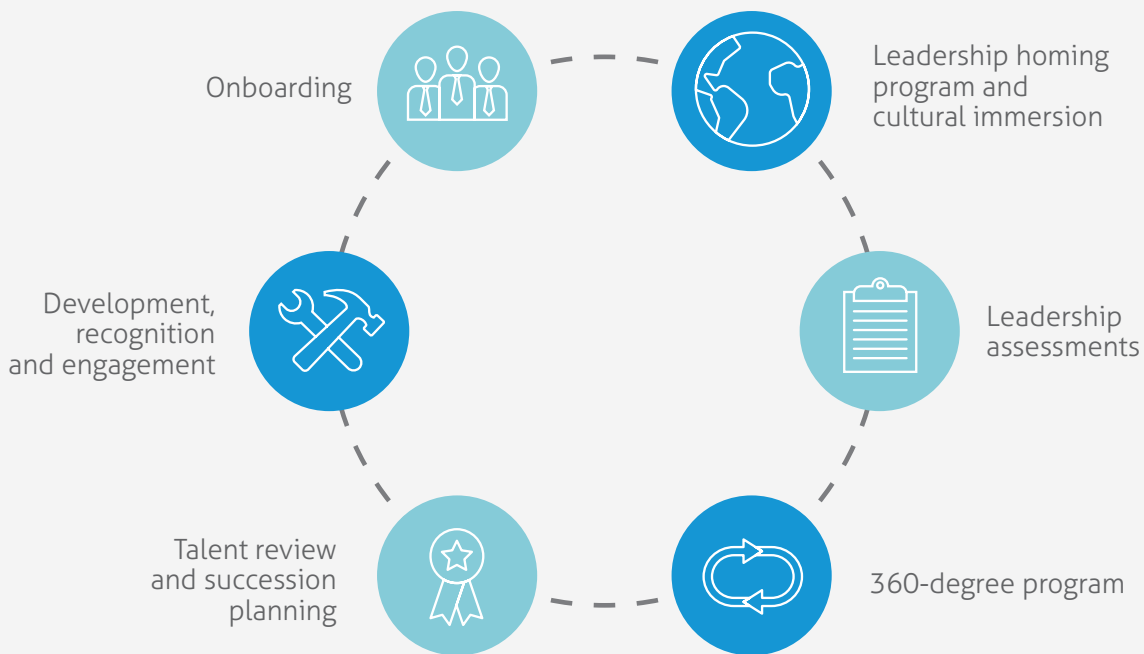 Onboarding
Leadership homing
program and
cultural immersion
Development,
recognition
and engagement
Leadership
assessments
Talent review
and succession
planning
360-degree program